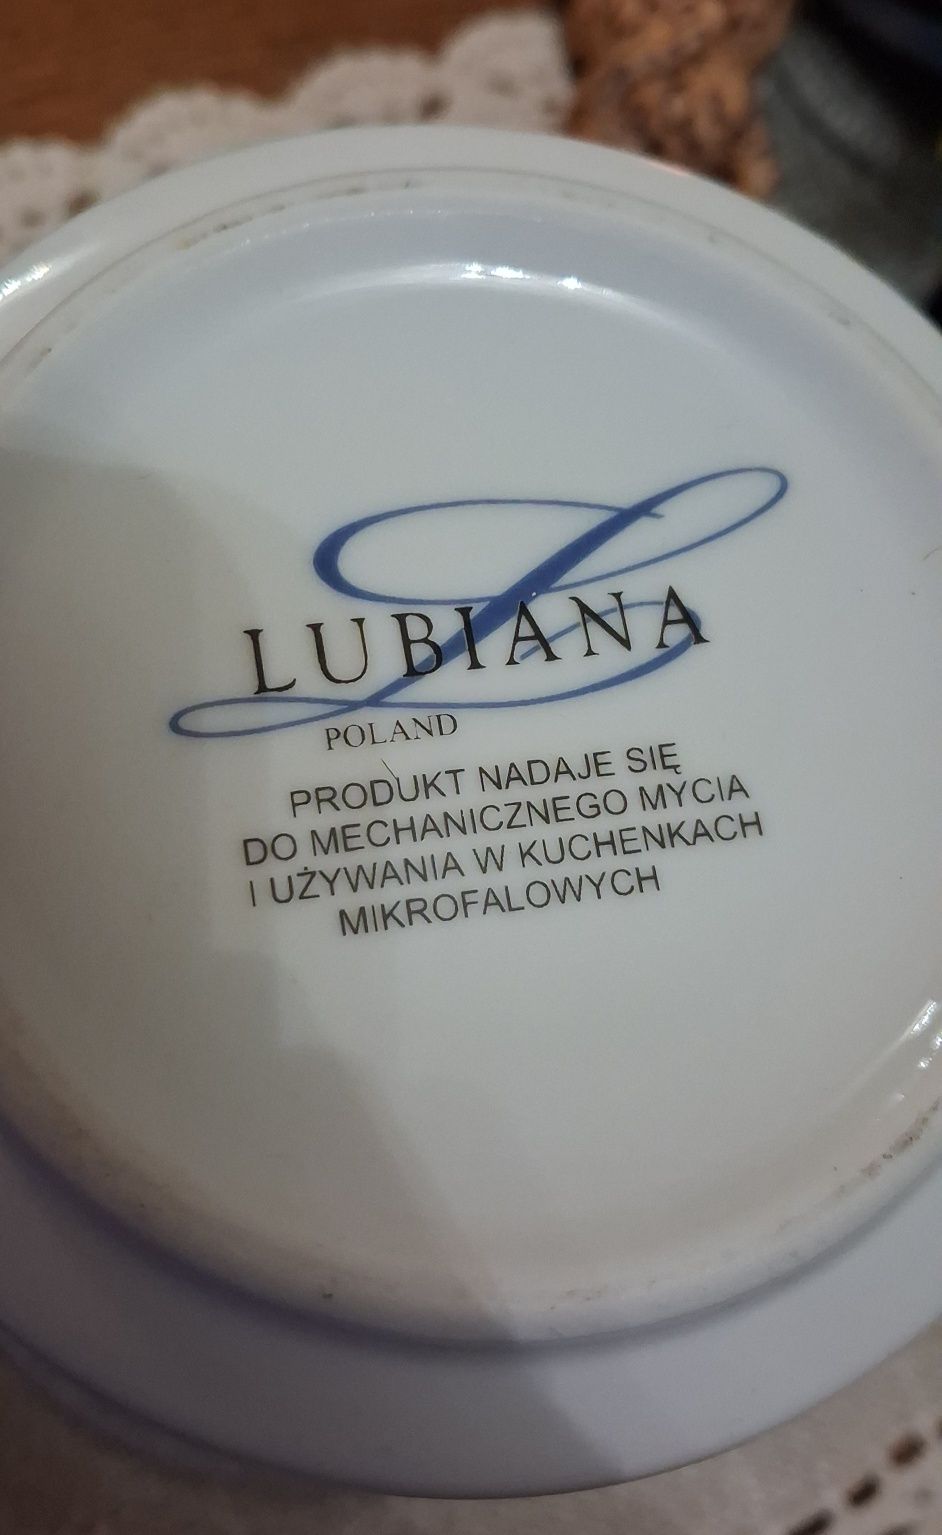 LUBIANA
POLAND
PRODUKT NADAJE SIĘ
DO MECHANICZNEGO MYCIA
I UŻYWANIA W KUCHENKACH
MIKROFALOWYCH